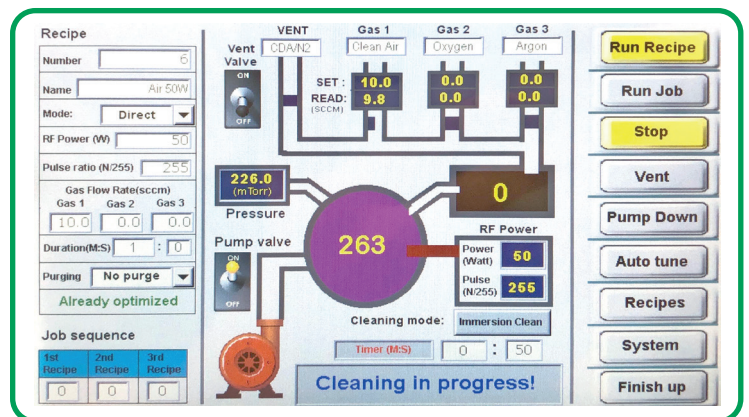 Recipe
Number 6
Name Air 50W
Mode: Direct
RF Power (W) 50
Pulse ratio (N/255) 255
Gas Flow Rate(sccm)
Gas 1 Gas 2 Gas 3
10.0 0.0 0.0
Duration(M:S) 1 : 0
Purging No purge
Already optimized
Job sequence
1st Recipe 2nd Recipe 3rd Recipe
0 0 0
VENT Gas 1 Gas 2 Gas 3
CDA/N2 Clean Air Oxygen Argon
Vent Valve
ON
OFF
SET : 10.0 0.0 0.0
READ: 9.8 0.0 0.0
(SCCM)
226.0
(mTorr)
Pressure
0
263
Pump valve
ON
OFF
RF Power
Power (Watt) 50
Pulse (N/255) 255
Cleaning mode: Immersion Clean
Timer (M:S) 0 : 50
Cleaning in progress!
Run Recipe
Run Job
Stop
Vent
Pump Down
Auto tune
Recipes
System
Finish up